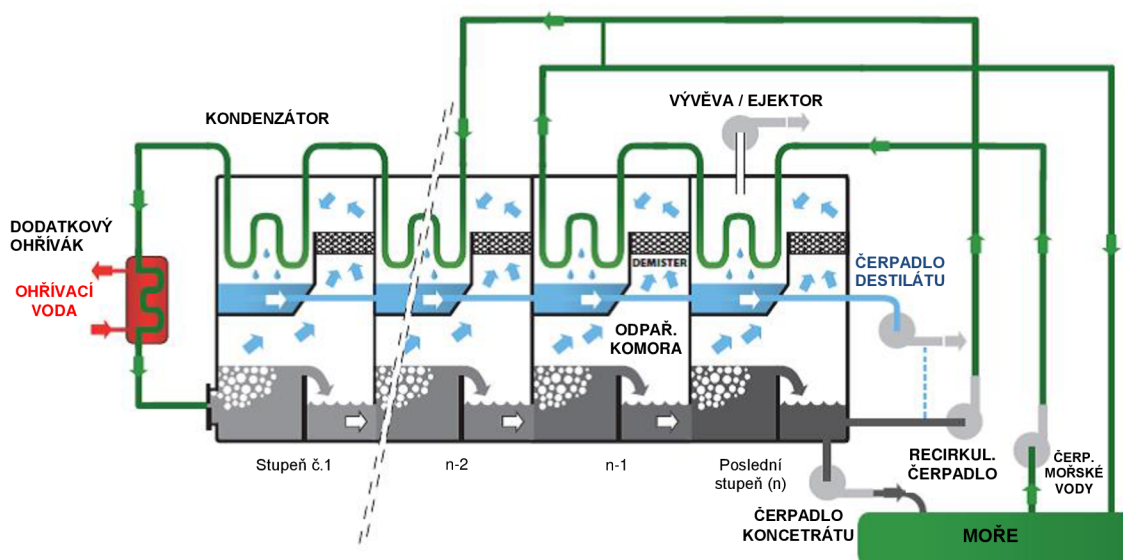 VÝVĚVA / EJEKTOR
KONDENZÁTOR
DODATKOVÝ
OHŘÍVÁK
OHŘÍVACÍ
VODA
DEMISTER
ČERPADLO
DESTILÁTU
ODPAŘ.
KOMORA
Stupeň č.1
n-2
n-1
Poslední
stupeň (n)
RECIRKUL.
ČERPADLO
ČERP.
MOŘSKÉ
VODY
ČERPADLO
KONCETRÁTU
MOŘE